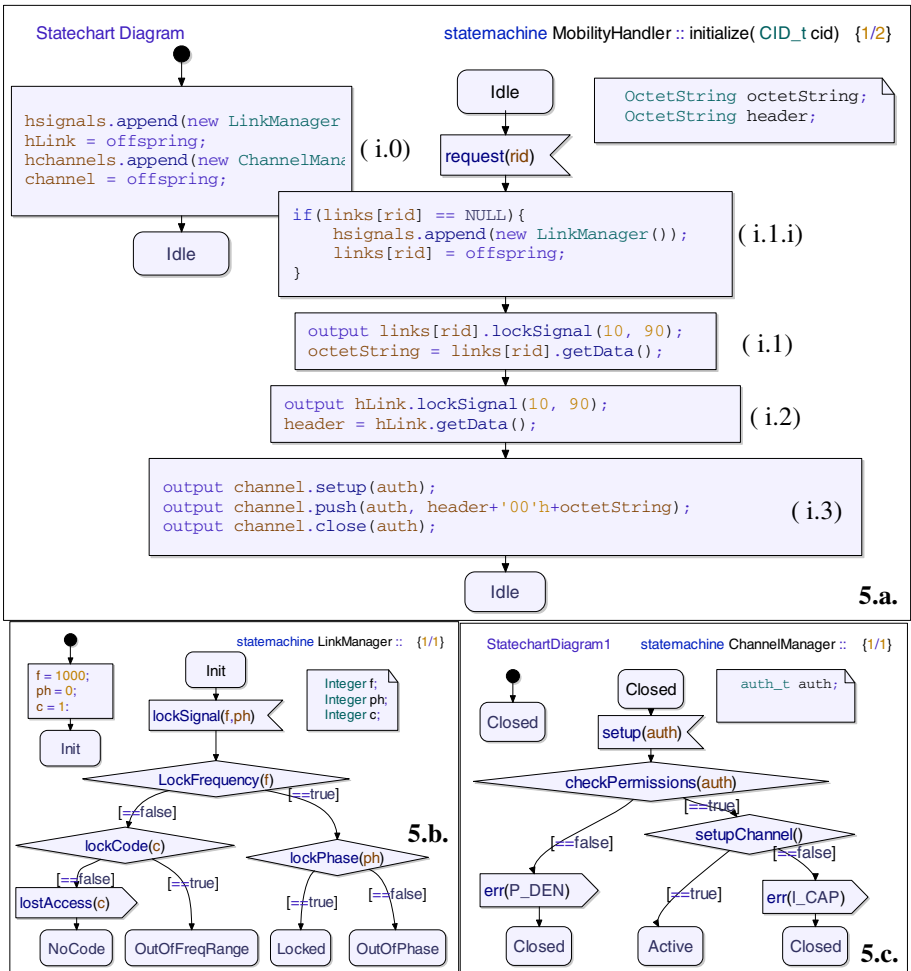 Statechart Diagram
statemachine MobilityHandler :: initialize( CID_t cid) {1/2}
hsignals.append(new LinkManager
hLink = offspring;
hchannels.append(new ChannelMana
channel = offspring;
( i.0)
Idle
Idle
OctetString octetString;
OctetString header;
request(rid)
if(links[rid] == NULL){
hsignals.append(new LinkManager());
links[rid] = offspring;
}
( i.1.i)
output links[rid].lockSignal(10, 90);
octetString = links[rid].getData();
( i.1)
output hLink.lockSignal(10, 90);
header = hLink.getData();
( i.2)
output channel.setup(auth);
output channel.push(auth, header+'00'h+octetString);
output channel.close(auth);
( i.3)
Idle
5.a.
statemachine LinkManager :: {1/1}
f = 1000;
ph = 0;
c = 1:
Init
Init
Integer f;
Integer ph;
Integer c;
lockSignal(f,ph)
LockFrequency(f)
[==false]
[==true]
5.b.
lockCode(c)
lockPhase(ph)
[==false]
[==true]
[==true]
[==false]
lostAccess(c)
NoCode
OutOfFreqRange
Locked
OutOfPhase
StatechartDiagram1
statemachine ChannelManager :: {1/1}
Closed
Closed
auth_t auth;
setup(auth)
checkPermissions(auth)
[==true]
[==false]
setupChannel()
[==false]
[==true]
err(P_DEN)
err(I_CAP)
Closed
Active
Closed
5.c.